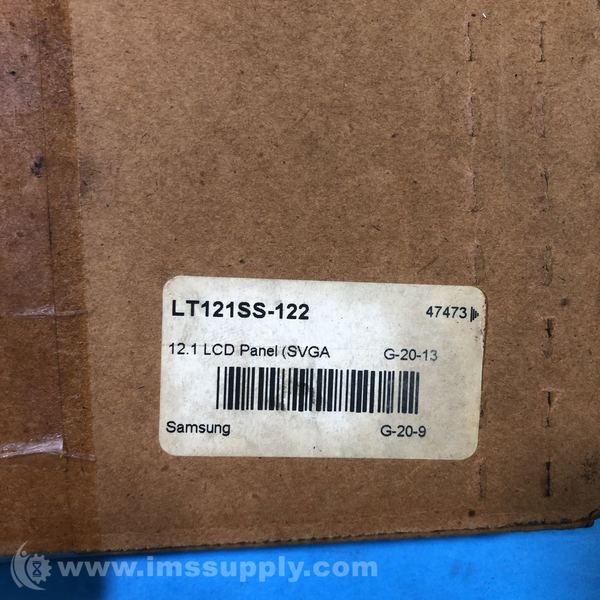 LT121SS-122 47473
12.1 LCD Panel (SVGA G-20-13
Samsung G-20-9
www.imssupply.com